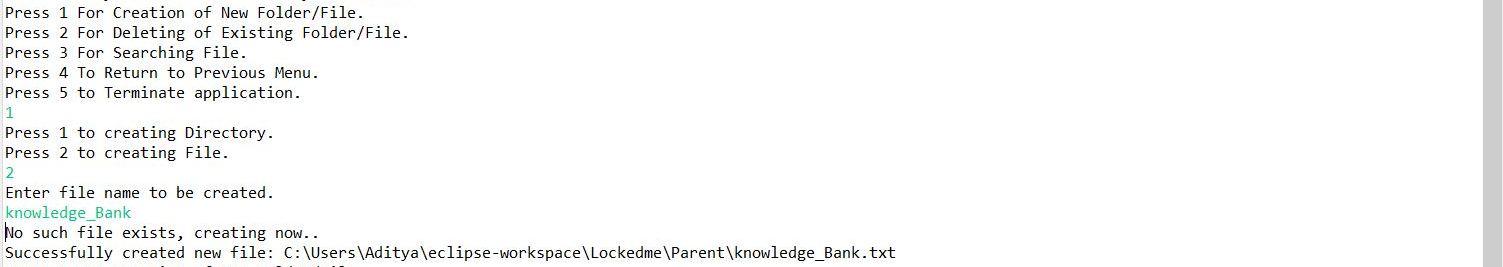 Press 1 For Creation of New Folder/File.
Press 2 For Deleting of Existing Folder/File.
Press 3 For Searching File.
Press 4 To Return to Previous Menu.
Press 5 to Terminate application.
1
Press 1 to creating Directory.
Press 2 to creating File.
2
Enter file name to be created.
knowledge_Bank
No such file exists, creating now..
Successfully created new file: C:\Users\Aditya\eclipse-workspace\Lockedme\Parent\knowledge_Bank.txt